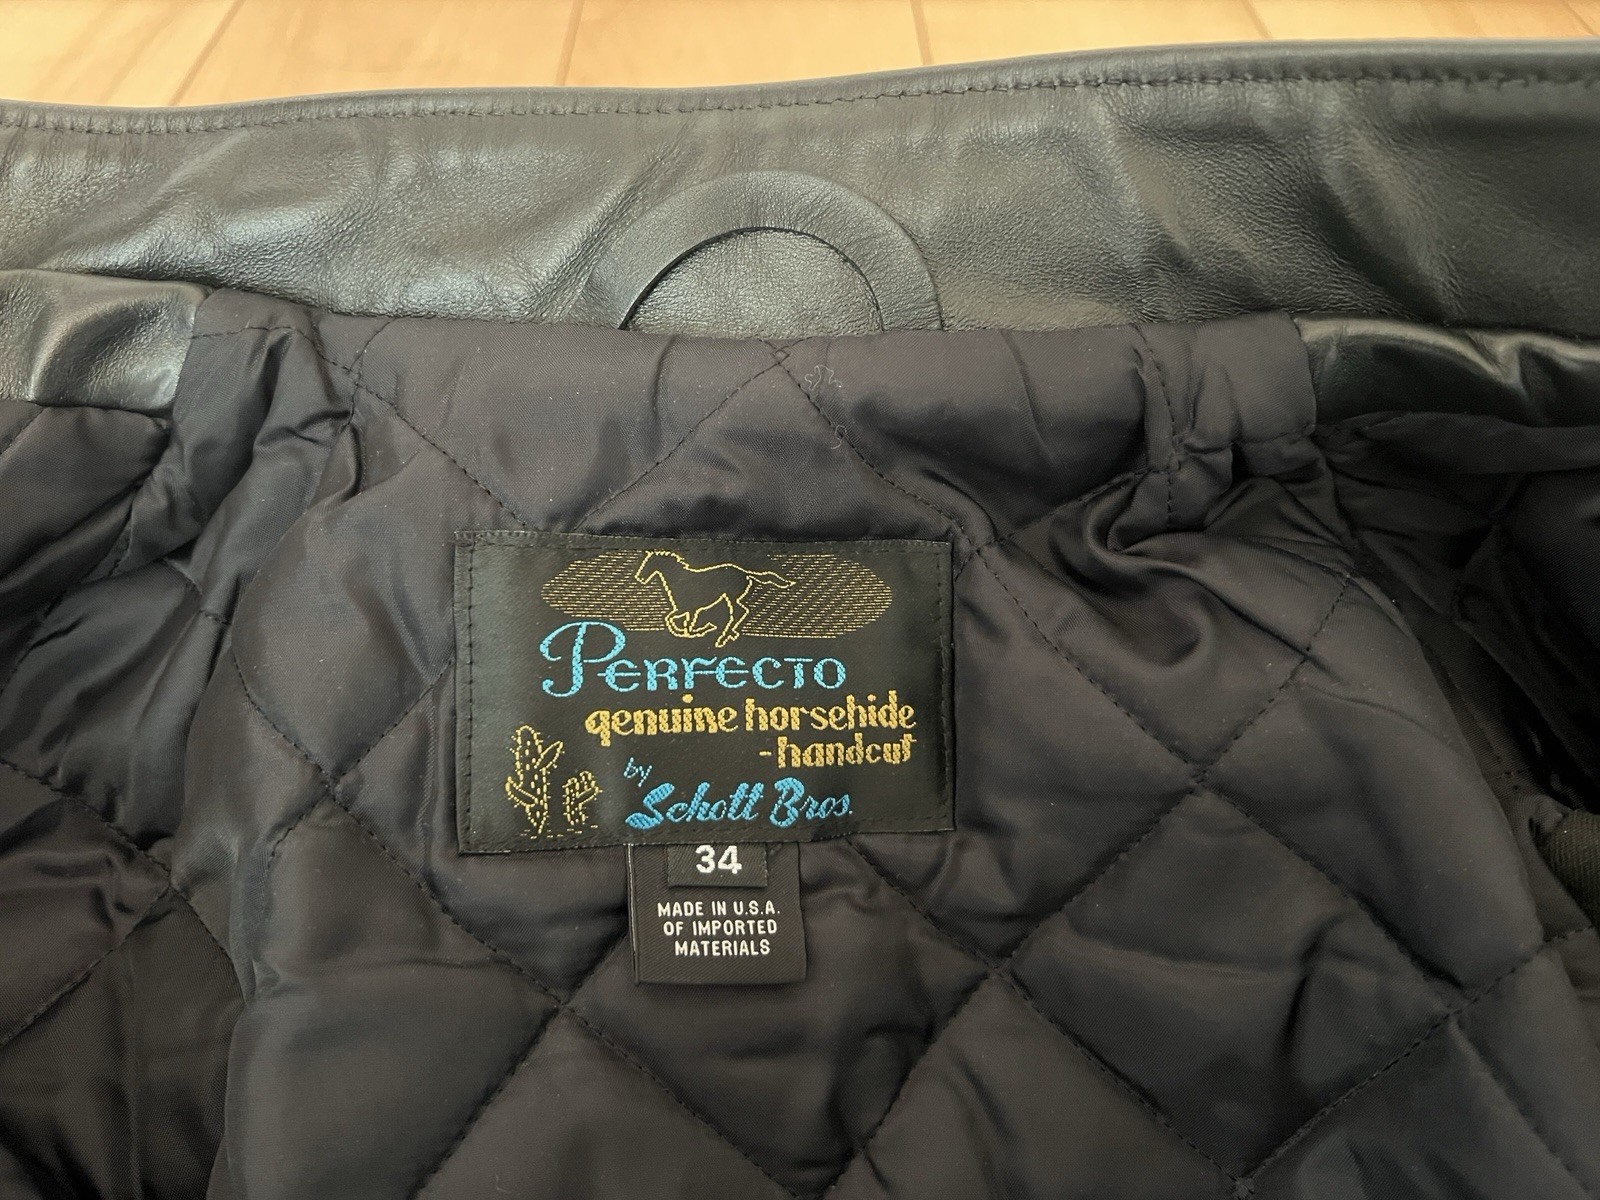 PERFECTO
genuine horsehide
-handcut
by
Schott Bros.
34
MADE IN U.S.A.
OF IMPORTED
MATERIALS